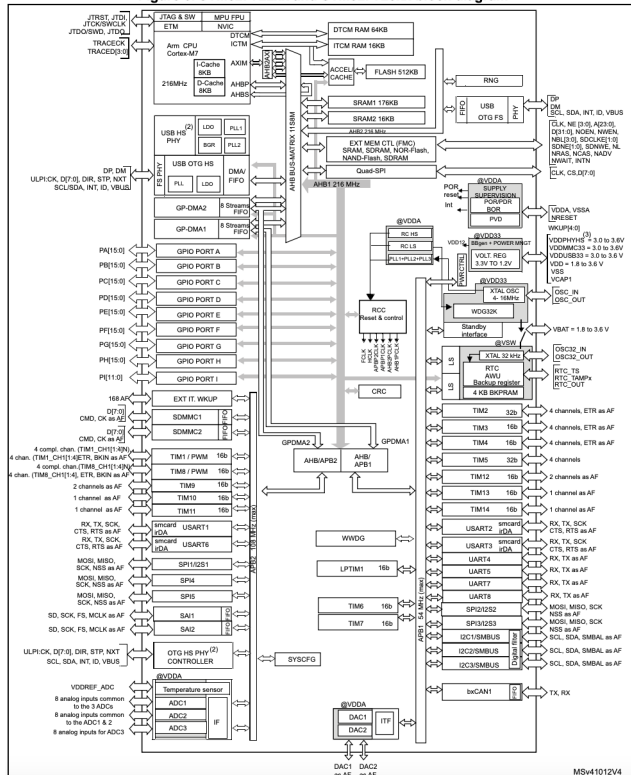 JTRST, JTDI,
JTCK/SWCLK
JTDO/SWD, JTDO
TRACECK
TRACED[3:0]
JTAG & SW
MPU FPU
ETM
NVIC
Arm CPU
Cortex-M7
216MHz
I-Cache
8KB
D-Cache
8KB
DTCM
ICTM
AXIM
AHBP
AHBS
AHB2AXI
DTCM RAM 64KB
ITCM RAM 16KB
ACCEL/
CACHE
FLASH 512KB
SRAM1 176KB
SRAM2 16KB
AHB2 216 MHz
EXT MEM CTL (FMC)
SRAM, SDRAM, NOR-Flash,
NAND-Flash, SDRAM
Quad-SPI
AHB BUS-MATRIX 11S8M
AHB1 216 MHz
RNG
FIFO
USB
OTG FS
PHY
DP
DM
SCL, SDA, INT, ID, VBUS
CLK, NE [3:0], A[23:0],
D[31:0], NOEN, NWEN,
NBL[3:0], SDCLKE[1:0]
SDNE[1:0], SDNWE, NL
NRAS, NCAS, NADV
NWAIT, INTN
CLK, CS,D[7:0]
USB HS (2)
PHY
LDO
PLL1
BGR
PLL2
USB OTG HS
FS PHY
PLL
LDO
DMA/
FIFO
DP, DM
ULPI:CK, D[7:0], DIR, STP, NXT
SCL/SDA, INT, ID, VBUS
GP-DMA2
8 Streams
FIFO
GP-DMA1
8 Streams
FIFO
@VDDA
POR
reset
Int
SUPPLY
SUPERVISION
POR/PDR
BOR
PVD
VDDA, VSSA
NRESET
WKUP[4:0]
(3)
VDDPHYHS = 3.0 to 3.6V
VDDMMC33 = 3.0 to 3.6V
VDDUSB33 = 3.0 to 3.6V
VDD = 1.8 to 3.6 V
VSS
VCAP1
@VDDA
RC HS
RC LS
PLL1+PLL2+PLL3
@VDD33
VDD12
BBgen + POWER MNGT
VOLT. REG
3.3V TO 1.2V
PWRCTRL
@VDD33
XTAL OSC
4- 16MHz
WDG32K
OSC_IN
OSC_OUT
Standby
interface
VBAT = 1.8 to 3.6 V
@VSW
XTAL 32 kHz
OSC32_IN
OSC32_OUT
LS
LS
RTC
AWU
Backup register
4 KB BKPRAM
RTC_TS
RTC_TAMPx
RTC_OUT
RCC
Reset & control
FCLK
HCLK
APBP2CLK
APBP1CLK
AHB2PCLK
AHB1PCLK
CRC
PA[15:0]
GPIO PORT A
PB[15:0]
GPIO PORT B
PC[15:0]
GPIO PORT C
PD[15:0]
GPIO PORT D
PE[15:0]
GPIO PORT E
PF[15:0]
GPIO PORT F
PG[15:0]
GPIO PORT G
PH[15:0]
GPIO PORT H
PI[11:0]
GPIO PORT I
168 AF
EXT IT. WKUP
D[7:0]
CMD, CK as AF
SDMMC1
FIFO
D[7:0]
CMD, CK as AF
SDMMC2
FIFO
4 compl. chan. (TIM1_CH1[1:4]N)
4 chan. (TIM1_CH1[1:4]ETR, BKIN as AF
TIM1 / PWM 16b
4 compl. chan.(TIM8_CH1[1:4]N)
4 chan. (TIM8_CH1[1:4], ETR, BKIN as AF
TIM8 / PWM 16b
2 channels as AF
TIM9 16b
1 channel as AF
TIM10 16b
1 channel as AF
TIM11 16b
RX, TX, SCK,
CTS, RTS as AF
smcard
irDA
USART1
RX, TX, SCK,
CTS, RTS as AF
smcard
irDA
USART6
MOSI, MISO,
SCK, NSS as AF
SPI1/I2S1
MOSI, MISO,
SCK, NSS as AF
SPI4
MOSI, MISO,
SCK, NSS as AF
SPI5
SD, SCK, FS, MCLK as AF
SAI1
FIFO
SD, SCK, FS, MCLK as AF
SAI2
FIFO
ULPI:CK, D[7:0], DIR, STP, NXT
SCL, SDA, INT, ID, VBUS
OTG HS PHY (2)
CONTROLLER
VDDREF_ADC
8 analog inputs common
to the 3 ADCs
8 analog inputs common
to the ADC1 & 2
8 analog inputs for ADC3
@VDDA
Temperature sensor
ADC1
ADC2
ADC3
IF
APB2 108 MHz (max)
GPDMA2
GPDMA1
AHB/APB2
AHB/
APB1
WWDG
LPTIM1 16b
TIM6 16b
TIM7 16b
SYSCFG
@VDDA
DAC1
DAC2
ITF
DAC1
as AF
DAC2
as AF
APB1 54 MHz (max)
TIM2 32b
4 channels, ETR as AF
TIM3 16b
4 channels, ETR as AF
TIM4 16b
4 channels, ETR as AF
TIM5 32b
4 channels
TIM12 16b
2 channels as AF
TIM13 16b
1 channel as AF
TIM14 16b
1 channel as AF
USART2
smcard
irDA
RX, TX, SCK
CTS, RTS as AF
USART3
smcard
irDA
RX, TX, SCK
CTS, RTS as AF
UART4
RX, TX as AF
UART5
RX, TX as AF
UART7
RX, TX as AF
UART8
RX, TX as AF
SPI2/I2S2
MOSI, MISO, SCK
NSS as AF
SPI3/I2S3
MOSI, MISO, SCK
NSS as AF
I2C1/SMBUS
SCL, SDA, SMBAL as AF
I2C2/SMBUS
SCL, SDA, SMBAL as AF
I2C3/SMBUS
SCL, SDA, SMBAL as AF
Digital filter
bxCAN1
FIFO
TX, RX
MSv41012V4